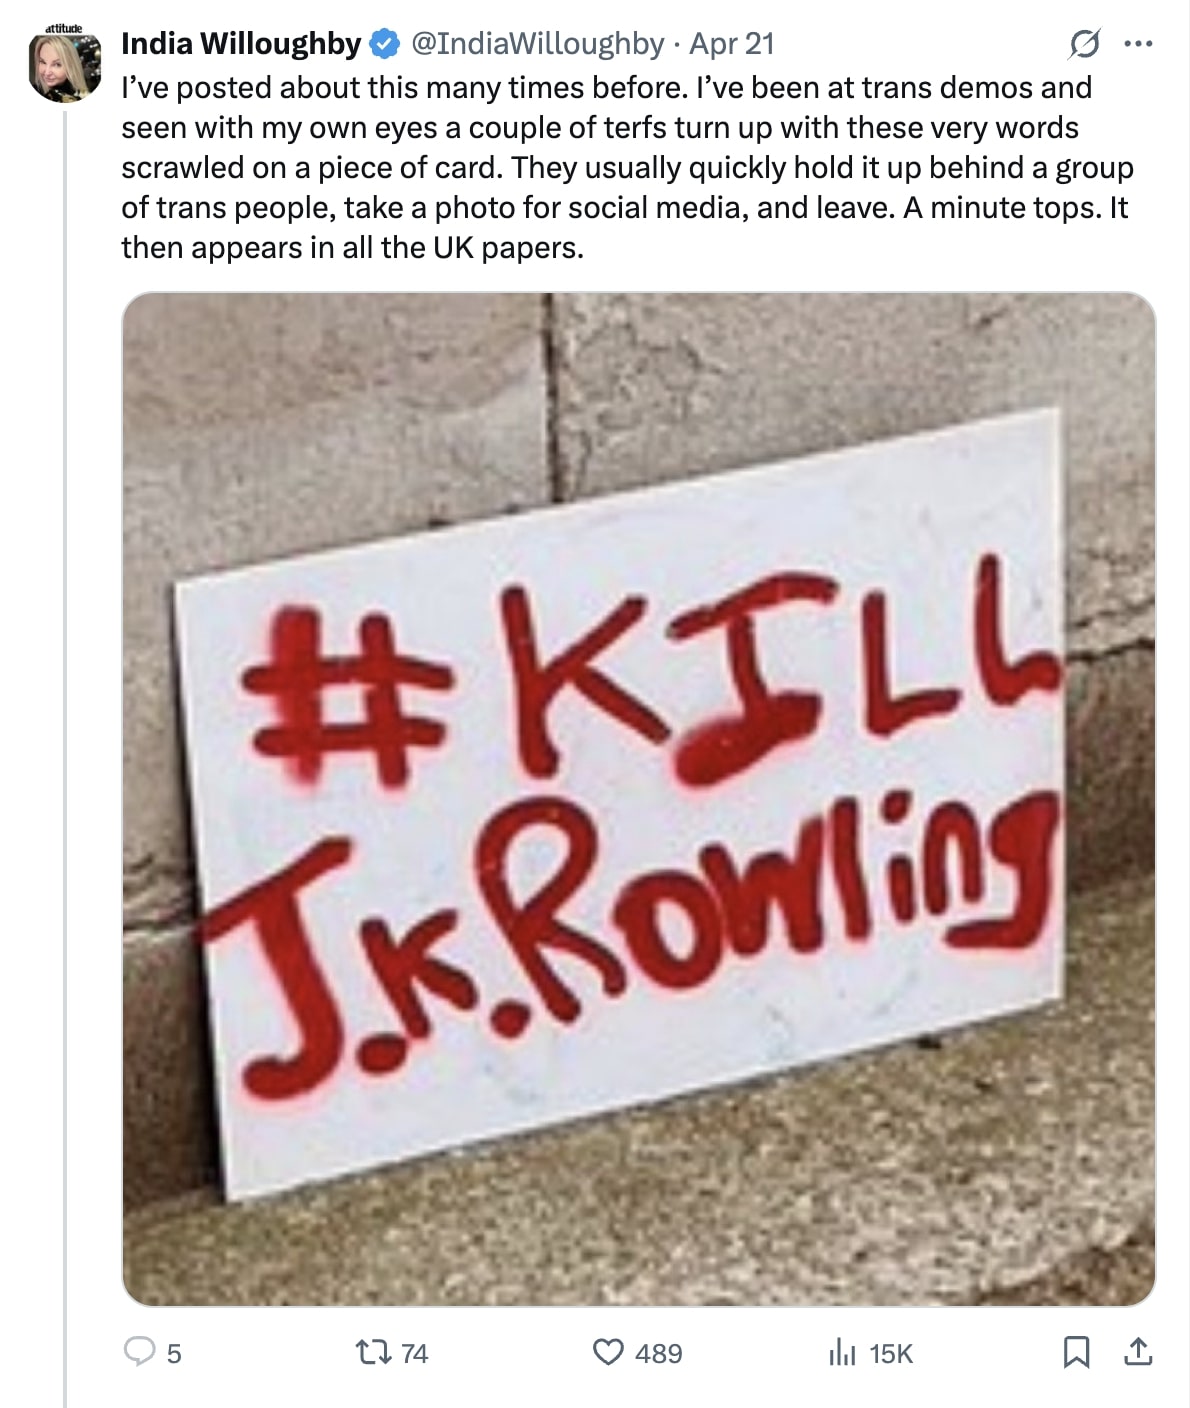 attitude
India Willoughby @IndiaWilloughby · Apr 21
I've posted about this many times before. I've been at trans demos and
seen with my own eyes a couple of terfs turn up with these very words
scrawled on a piece of card. They usually quickly hold it up behind a group
of trans people, take a photo for social media, and leave. A minute tops. It
then appears in all the UK papers.
#KILL
J.K.Rowling
5 74 489 15K